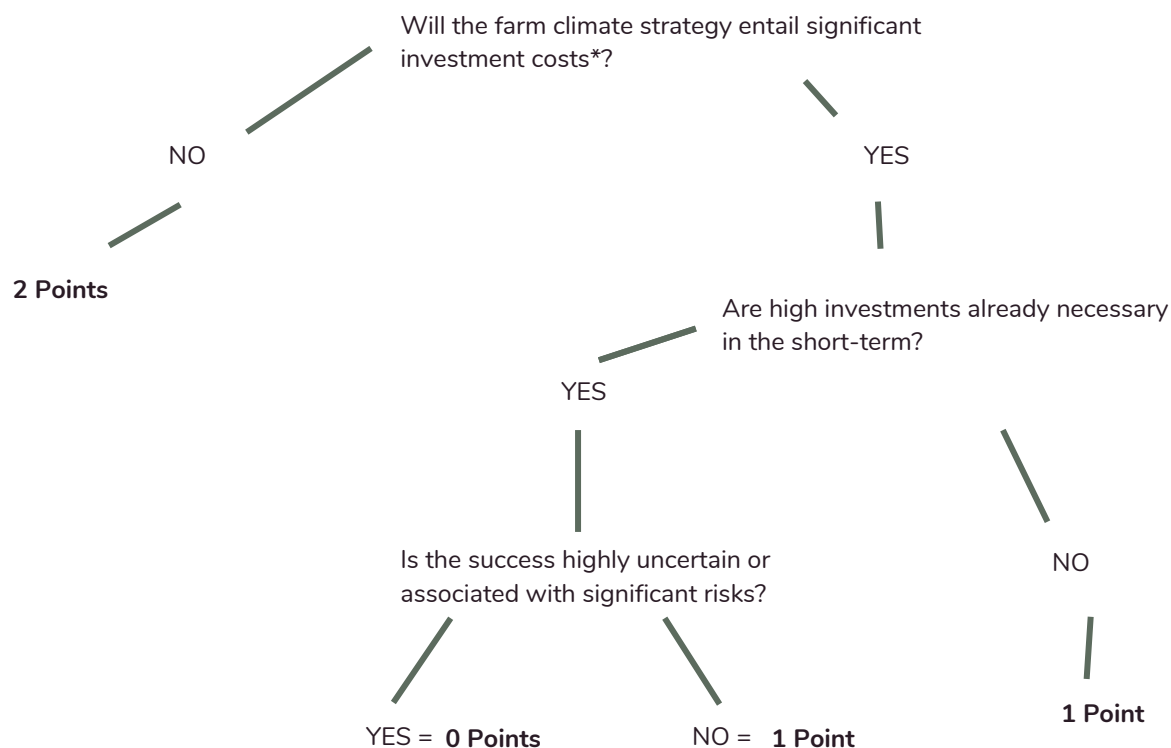 Will the farm climate strategy entail significant
investment costs*?
NO
YES
2 Points
Are high investments already necessary
in the short-term?
YES
Is the success highly uncertain or
associated with significant risks?
NO
1 Point
YES = 0 Points
NO = 1 Point